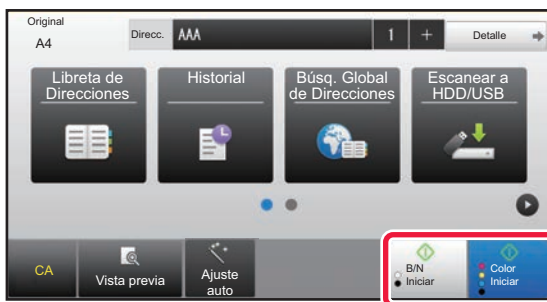 Original
A4
Direcc. AAA 1 + Detalle
Libreta de
Direcciones
Historial
Búsq. Global
de Direcciones
Escanear a
HDD/USB
CA
Vista previa
Ajuste
auto
B/N
Iniciar
Color
Iniciar